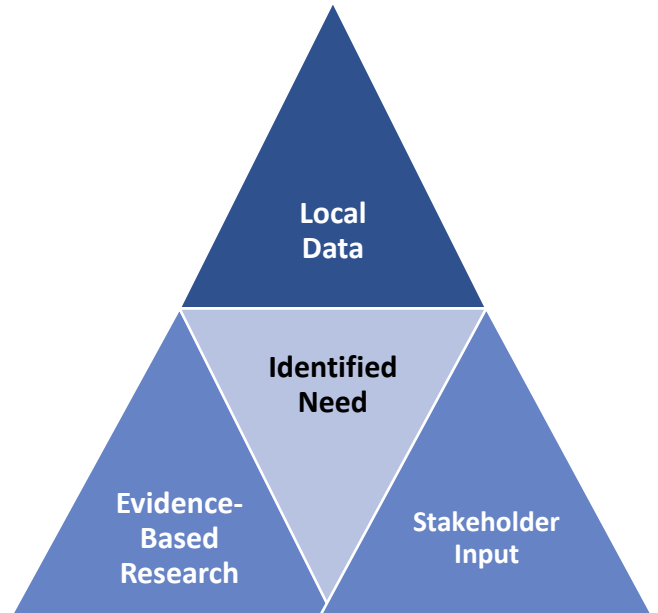 Local
Data
Identified
Need
Evidence-
Based
Research
Stakeholder
Input